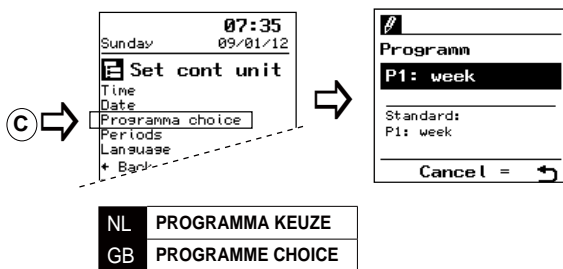 07:35
Sunday 09/01/12
Set cont unit
Time
Date
Programma choice
Periods
Language
← Back
C
Programm
P1: week
Standard:
P1: week
Cancel =
NL PROGRAMMA KEUZE
GB PROGRAMME CHOICE